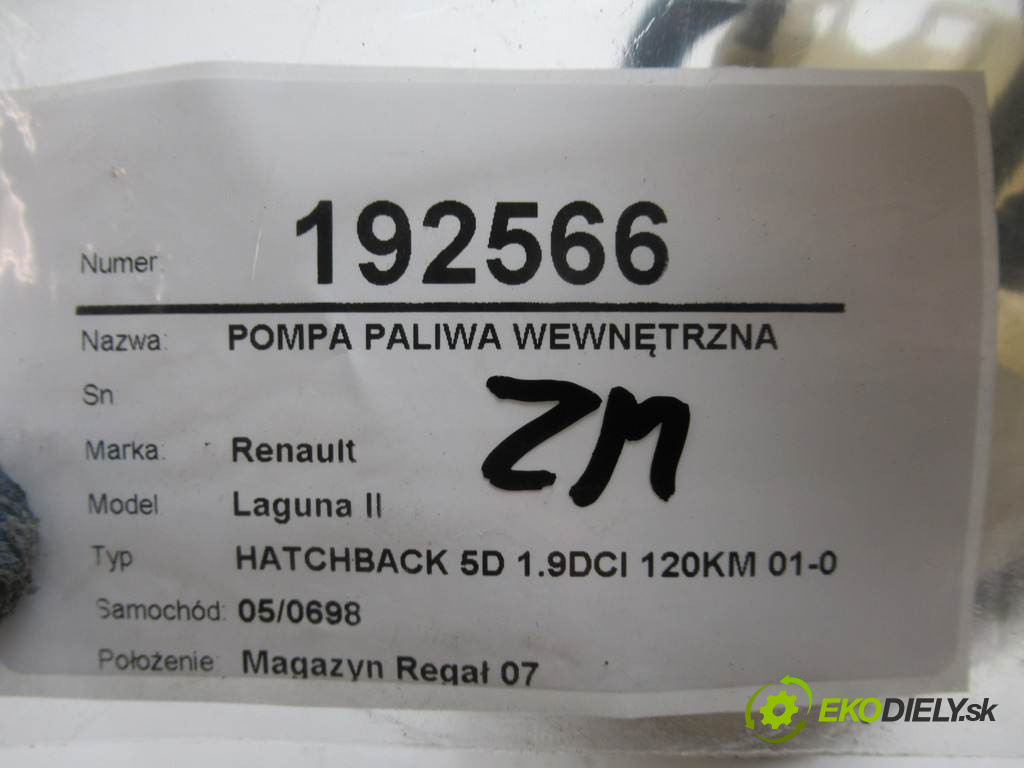 Numer 192566
Nazwa: POMPA PALIWA WEWNĘTRZNA
Sn
ZM
Marka: Renault
Model Laguna II
Typ HATCHBACK 5D 1.9DCI 120KM 01-0
Samochód: 05/0698
Położenie: Magazyn Regał 07
EKODIELY.sk